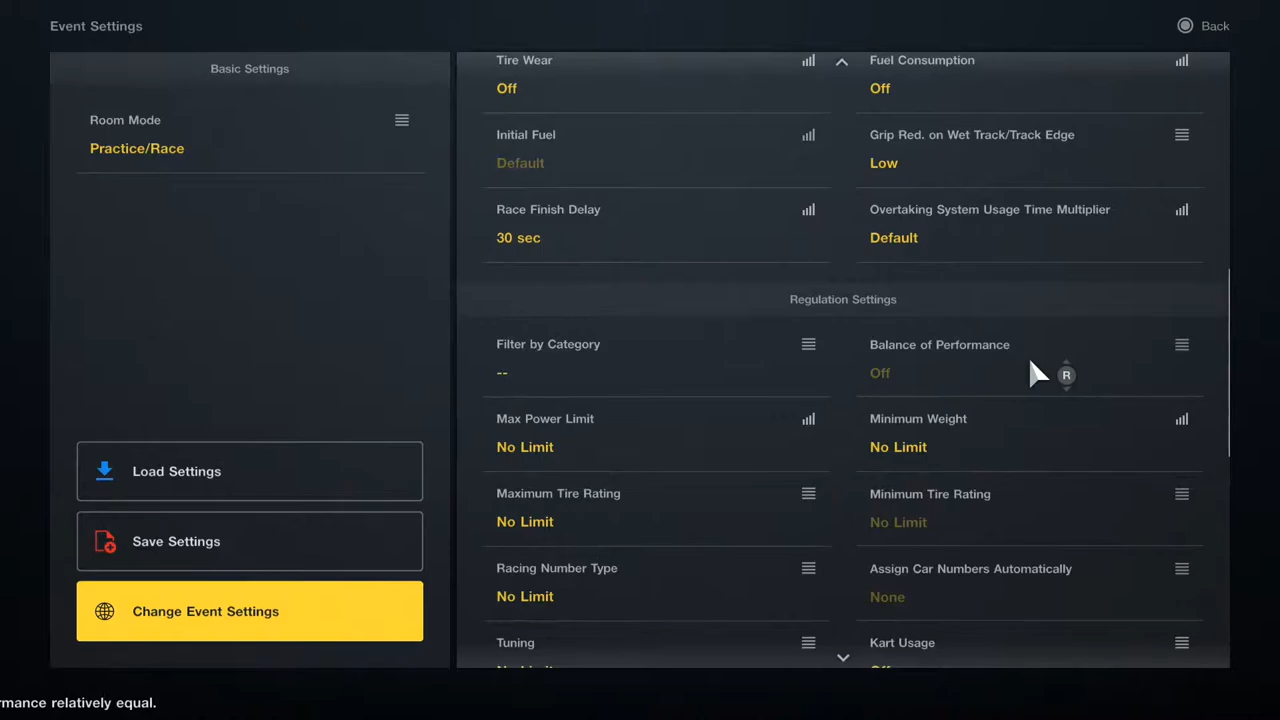 Event Settings
Back
Basic Settings
Room Mode
Practice/Race
Load Settings
Save Settings
Change Event Settings
Tire Wear
Off
Fuel Consumption
Off
Initial Fuel
Default
Grip Red. on Wet Track/Track Edge
Low
Race Finish Delay
30 sec
Overtaking System Usage Time Multiplier
Default
Regulation Settings
Filter by Category
--
Balance of Performance
Off
R
Max Power Limit
No Limit
Minimum Weight
No Limit
Maximum Tire Rating
No Limit
Minimum Tire Rating
No Limit
Racing Number Type
No Limit
Assign Car Numbers Automatically
None
Tuning
Kart Usage
rmance relatively equal.